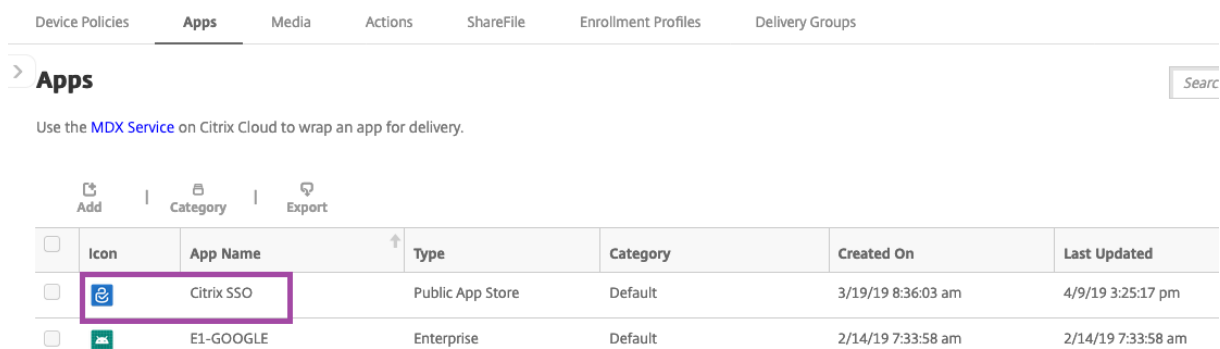 Device Policies Apps Media Actions ShareFile Enrollment Profiles Delivery Groups
Apps
Searc
Use the MDX Service on Citrix Cloud to wrap an app for delivery.
Add | Category | Export
Icon App Name Type Category Created On Last Updated
Citrix SSO Public App Store Default 3/19/19 8:36:03 am 4/9/19 3:25:17 pm
E1-GOOGLE Enterprise Default 2/14/19 7:33:58 am 2/14/19 7:33:58 am